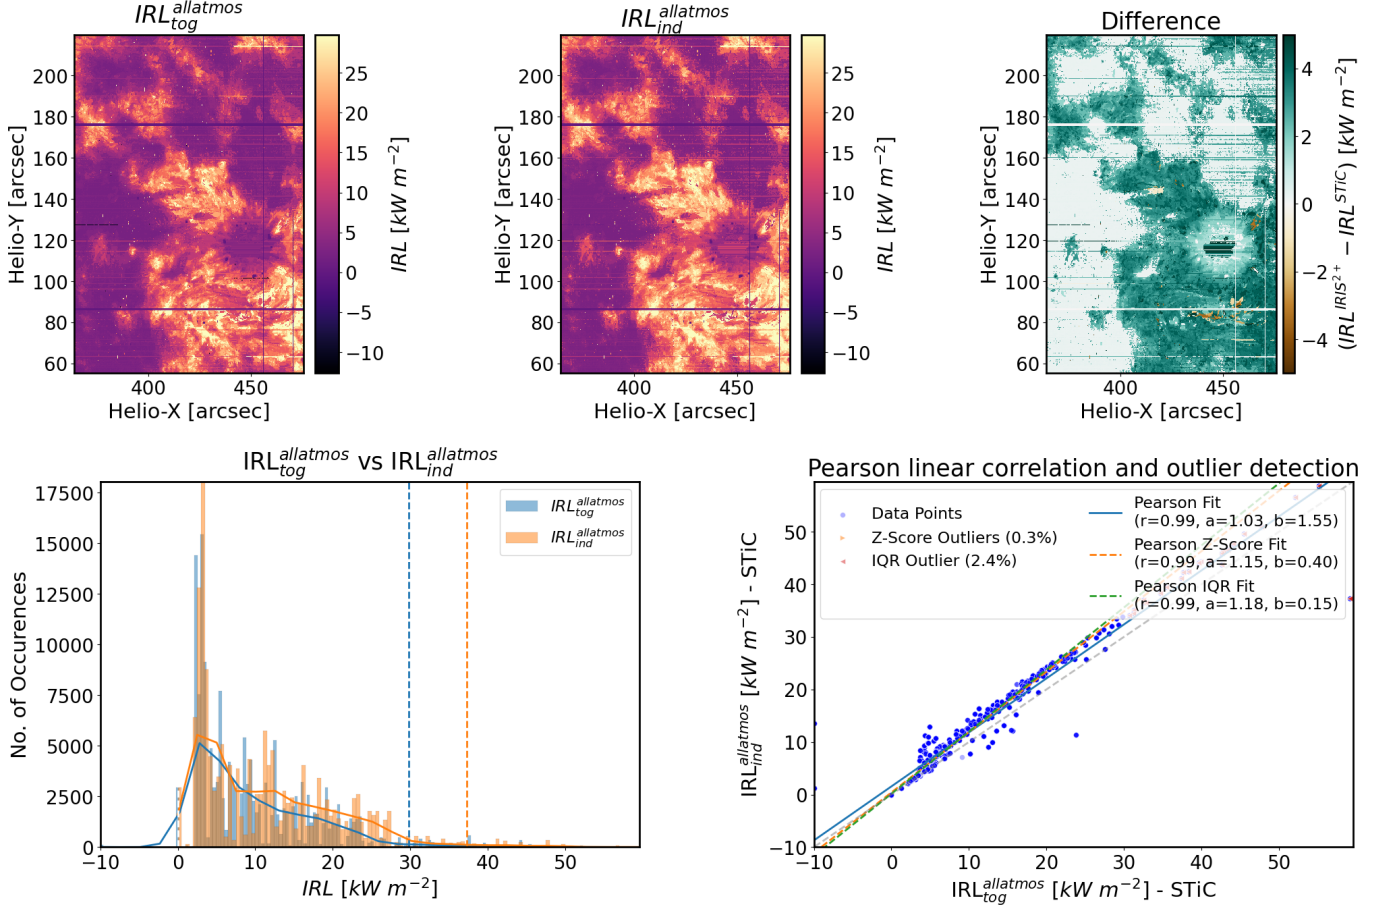 IRL^{allatmos}_{tog}
IRL^{allatmos}_{ind}
Difference
Helio-Y [arcsec]
200
180
160
140
120
100
80
60
400 450
Helio-X [arcsec]
25
20
15
10
5
0
−5
−10
IRL [kW m^{−2}]
Helio-Y [arcsec]
200
180
160
140
120
100
80
60
400 450
Helio-X [arcsec]
25
20
15
10
5
0
−5
−10
IRL [kW m^{−2}]
Helio-Y [arcsec]
200
180
160
140
120
100
80
60
400 450
Helio-X [arcsec]
4
2
0
−2
−4
(IRL^{IRIS^{2+}} − IRL^{STiC}) [kW m^{−2}]
IRL^{allatmos}_{tog} vs IRL^{allatmos}_{ind}
No. of Occurences
17500
15000
12500
10000
7500
5000
2500
0
−10 0 10 20 30 40 50
IRL [kW m^{−2}]
IRL^{allatmos}_{tog}
IRL^{allatmos}_{ind}
Pearson linear correlation and outlier detection
IRL^{allatmos}_{ind} [kW m^{−2}] - STiC
50
40
30
20
10
0
−10
−10 0 10 20 30 40 50
IRL^{allatmos}_{tog} [kW m^{−2}] - STiC
Data Points
Z-Score Outliers (0.3%)
IQR Outlier (2.4%)
Pearson Fit
(r=0.99, a=1.03, b=1.55)
Pearson Z-Score Fit
(r=0.99, a=1.15, b=0.40)
Pearson IQR Fit
(r=0.99, a=1.18, b=0.15)